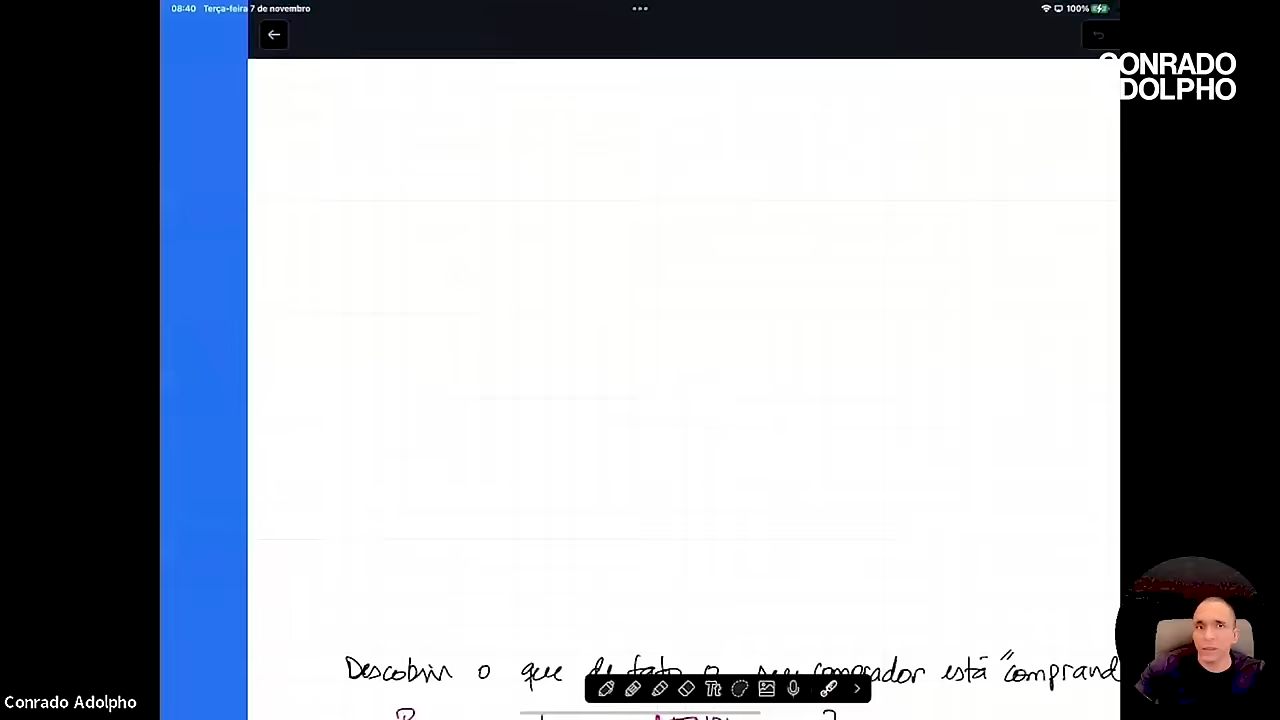 08:40 Terça-feira 7 de novembro
100%
CONRADO
ADOLPHO
Descobrir o que de fato o seu comprador está "comprand
Conrado Adolpho